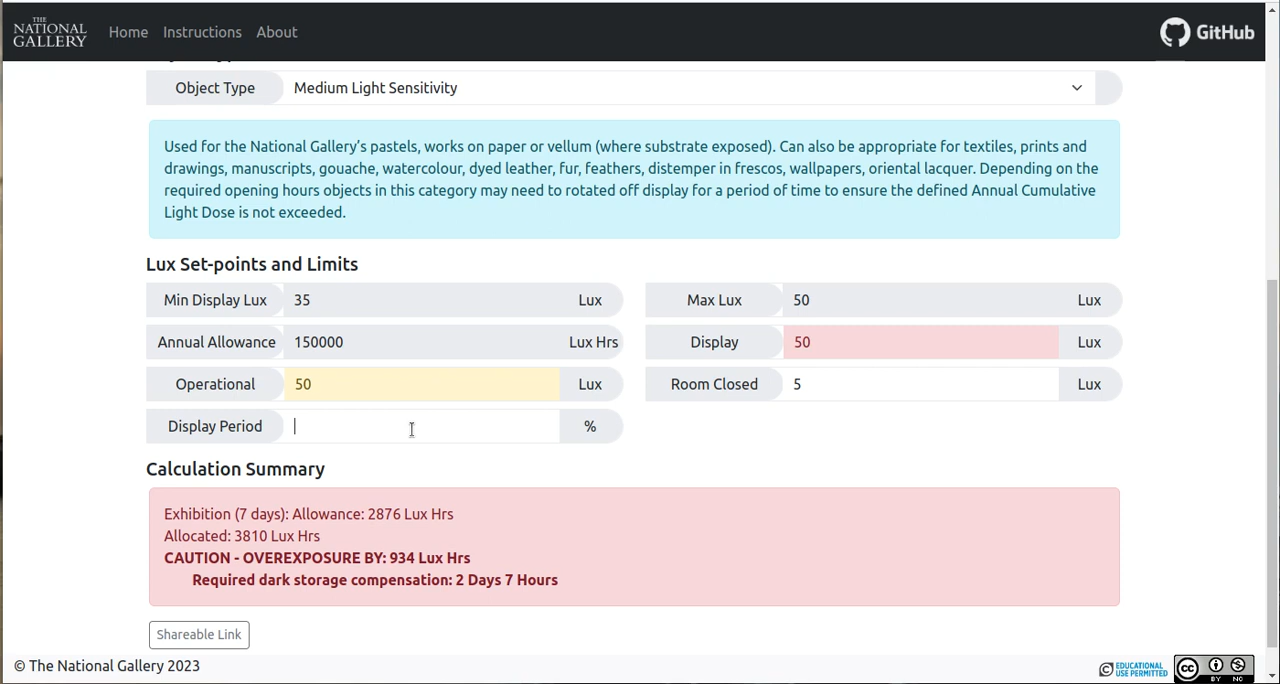 THE
NATIONAL
GALLERY
Home Instructions About
GitHub
Object Type Medium Light Sensitivity
Used for the National Gallery's pastels, works on paper or vellum (where substrate exposed). Can also be appropriate for textiles, prints and
drawings, manuscripts, gouache, watercolour, dyed leather, fur, feathers, distemper in frescos, wallpapers, oriental lacquer. Depending on the
required opening hours objects in this category may need to rotated off display for a period of time to ensure the defined Annual Cumulative
Light Dose is not exceeded.
Lux Set-points and Limits
Min Display Lux 35 Lux Max Lux 50 Lux
Annual Allowance 150000 Lux Hrs Display 50 Lux
Operational 50 Lux Room Closed 5 Lux
Display Period %
Calculation Summary
Exhibition (7 days): Allowance: 2876 Lux Hrs
Allocated: 3810 Lux Hrs
CAUTION - OVEREXPOSURE BY: 934 Lux Hrs
Required dark storage compensation: 2 Days 7 Hours
Shareable Link
© The National Gallery 2023
EDUCATIONAL
USE PERMITTED
CC
BY NC